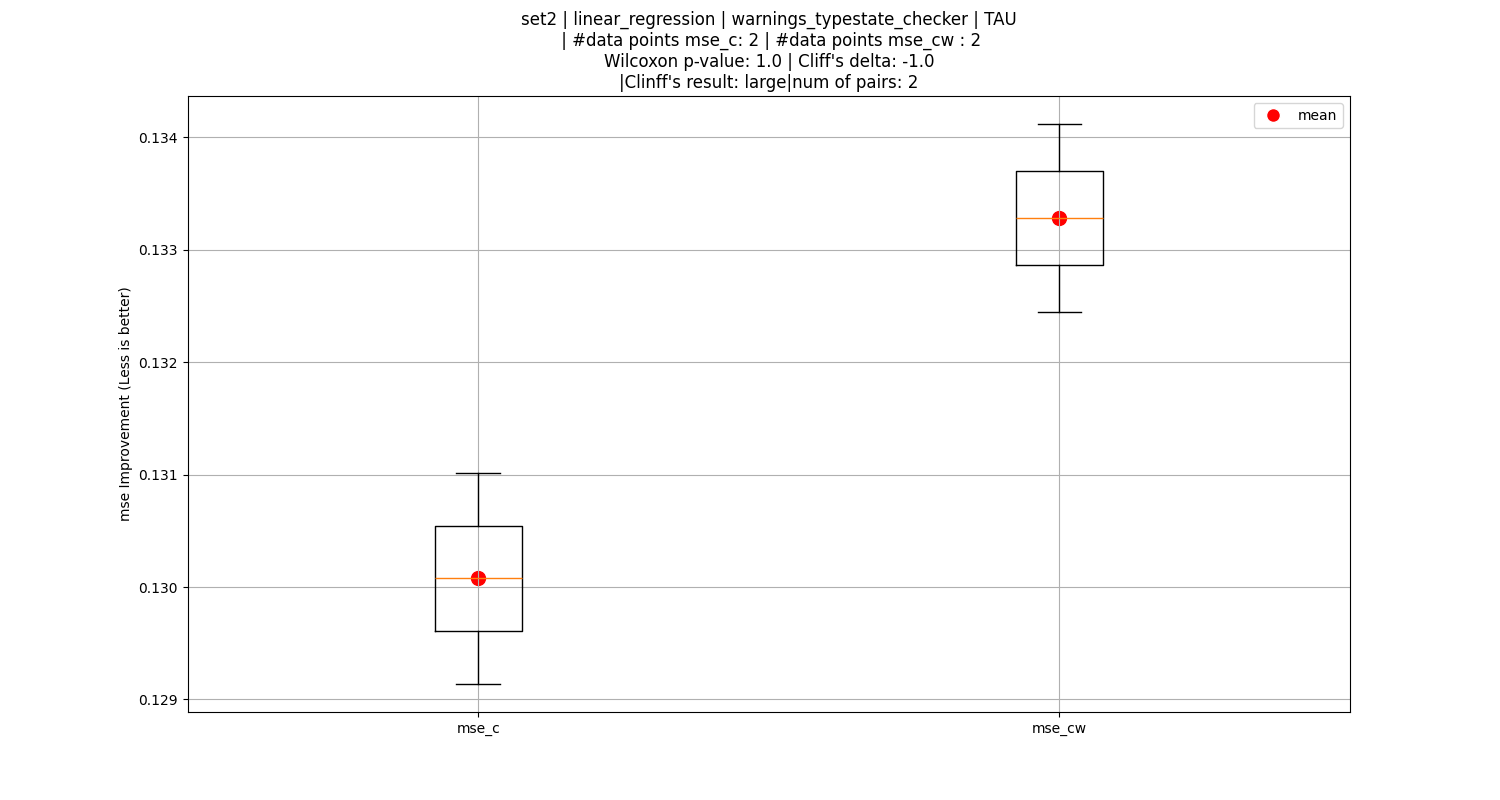 set2 | linear_regression | warnings_typestate_checker | TAU
| #data points mse_c: 2 | #data points mse_cw : 2
Wilcoxon p-value: 1.0 | Cliff's delta: -1.0
|Clinff's result: large|num of pairs: 2
mean
0.134
0.133
0.132
0.131
0.130
0.129
mse Improvement (Less is better)
mse_c
mse_cw